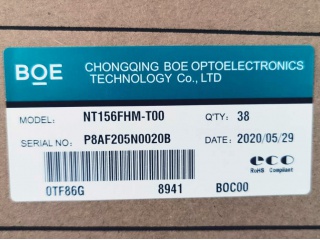 BOE CHONGQING BOE OPTOELECTRONICS
TECHNOLOGY Co., LTD
MODEL: NT156FHM-T00 Q'TY: 38
SERIAL NO: P8AF205N0020B DATE: 2020/05/29
eco
RoHS Compliant
0TF86G 8941 B0C00